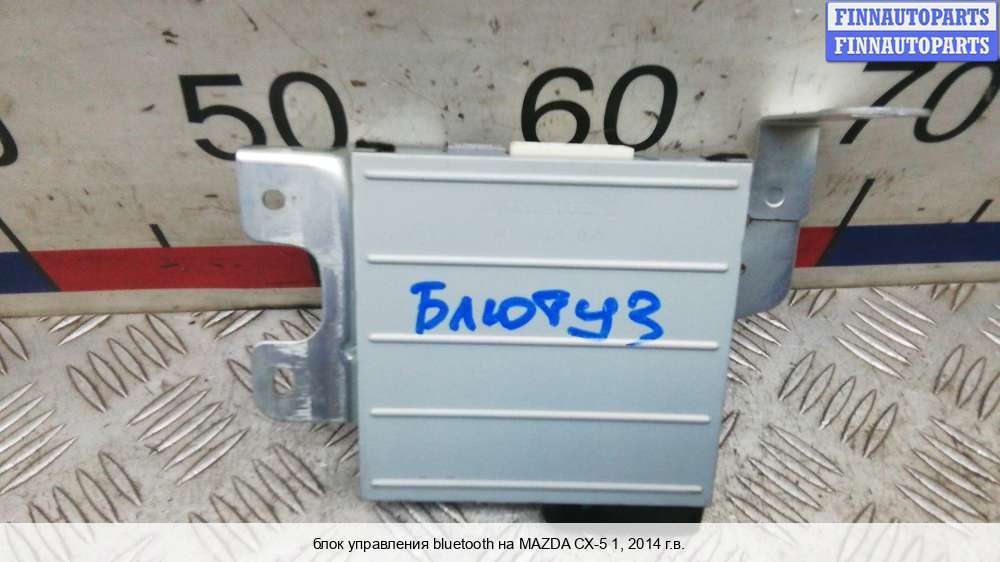 FINNAUTOPARTS
FINNAUTOPARTS
50 60 70
Блютуз
блок управления bluetooth на MAZDA CX-5 1, 2014 г.в.